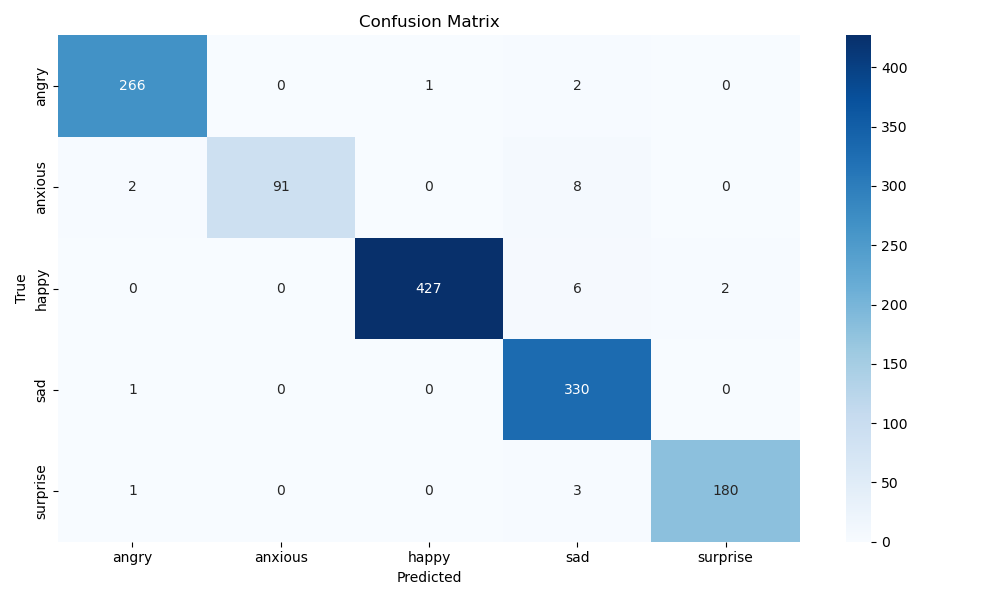 Confusion Matrix
True
angry 266 0 1 2 0
anxious 2 91 0 8 0
happy 0 0 427 6 2
sad 1 0 0 330 0
surprise 1 0 0 3 180
angry anxious happy sad surprise
Predicted
400
350
300
250
200
150
100
50
0